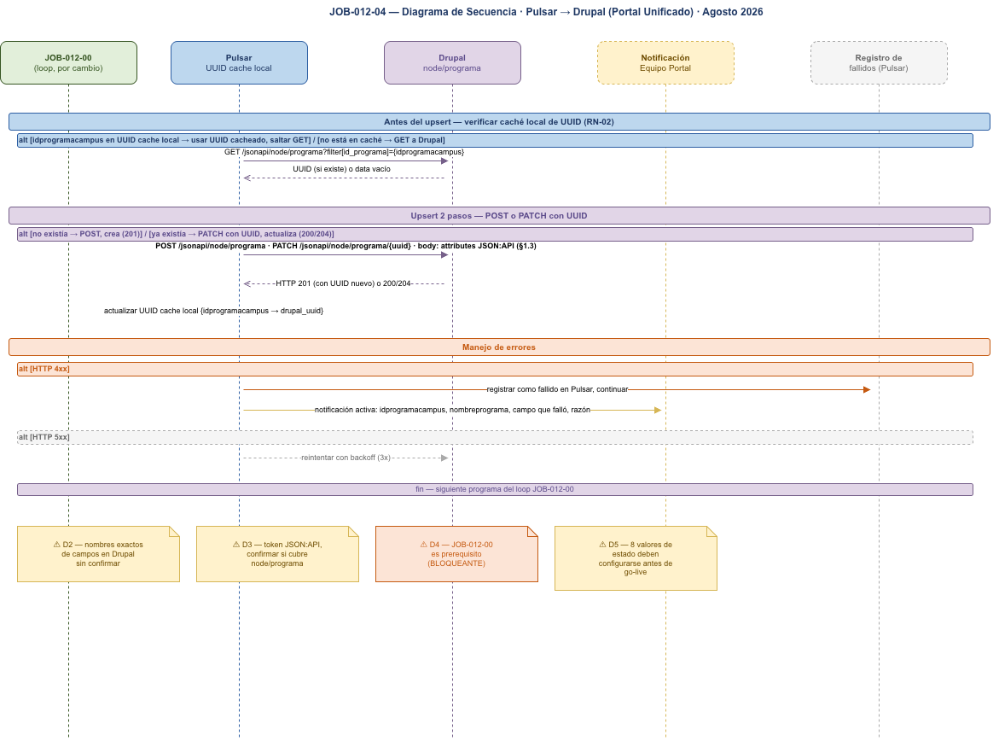 JOB-012-04 — Diagrama de Secuencia · Pulsar → Drupal (Portal Unificado) · Agosto 2026
JOB-012-00
(loop, por cambio)
Pulsar
UUID cache local
Drupal
node/programa
Notificación
Equipo Portal
Registro de
fallidos (Pulsar)
Antes del upsert — verificar caché local de UUID (RN-02)
alt [idprogramacampus en UUID cache local → usar UUID cacheado, saltar GET] / [no está en caché → GET a Drupal]
GET /jsonapi/node/programa?filter[id_programa]={idprogramacampus}
UUID (si existe) o data vacío
Upsert 2 pasos — POST o PATCH con UUID
alt [no existía → POST, crea (201)] / [ya existía → PATCH con UUID, actualiza (200/204)]
POST /jsonapi/node/programa · PATCH /jsonapi/node/programa/{uuid} · body: attributes JSON:API (§1.3)
HTTP 201 (con UUID nuevo) o 200/204
actualizar UUID cache local {idprogramacampus → drupal_uuid}
Manejo de errores
alt [HTTP 4xx]
registrar como fallido en Pulsar, continuar
notificación activa: idprogramacampus, nombreprograma, campo que falló, razón
alt [HTTP 5xx]
reintentar con backoff (3x)
fin — siguiente programa del loop JOB-012-00
⚠ D2 — nombres exactos
de campos en Drupal
sin confirmar
⚠ D3 — token JSON:API,
confirmar si cubre
node/programa
⚠ D4 — JOB-012-00
es prerequisito
(BLOQUEANTE)
⚠ D5 — 8 valores de
estado deben
configurarse antes de
go-live